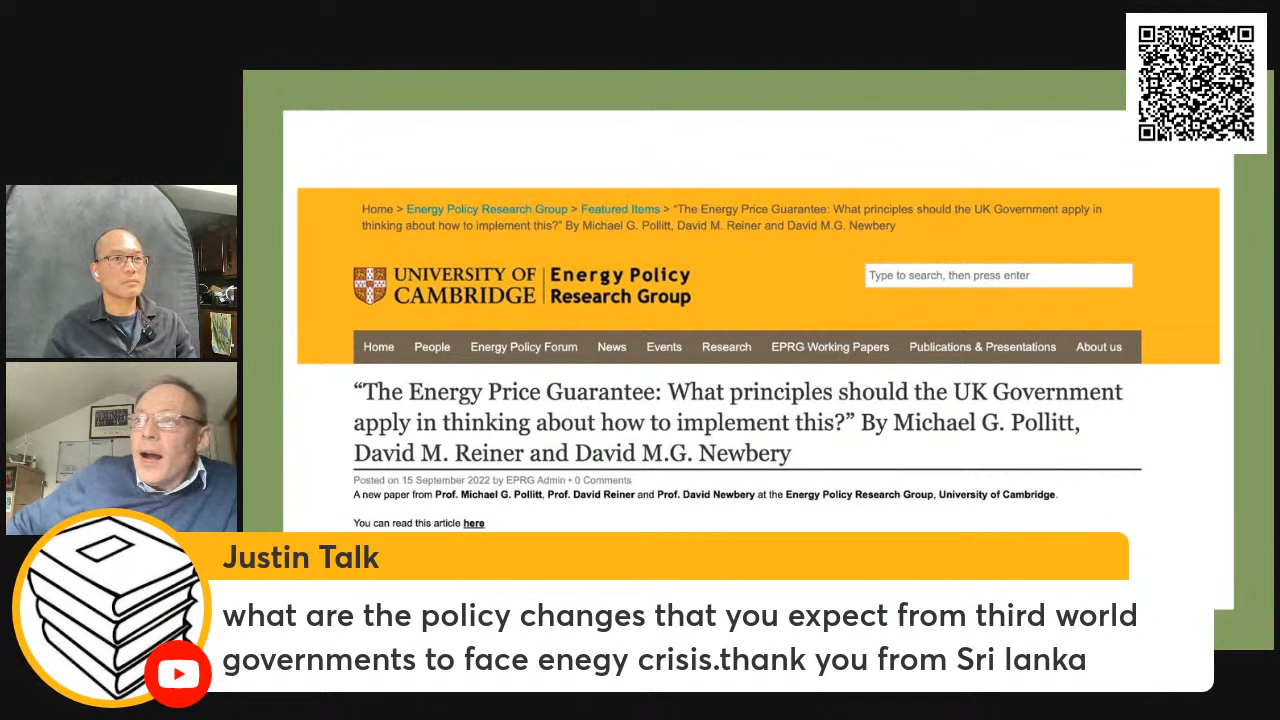 Home > Energy Policy Research Group > Featured Items > “The Energy Price Guarantee: What principles should the UK Government apply in
thinking about how to implement this?” By Michael G. Pollitt, David M. Reiner and David M.G. Newbery
UNIVERSITY OF
CAMBRIDGE
Energy Policy
Research Group
Type to search, then press enter
Home People Energy Policy Forum News Events Research EPRG Working Papers Publications & Presentations About us
“The Energy Price Guarantee: What principles should the UK Government
apply in thinking about how to implement this?” By Michael G. Pollitt,
David M. Reiner and David M.G. Newbery
Posted on 15 September 2022 by EPRG Admin • 0 Comments
A new paper from Prof. Michael G. Pollitt, Prof. David Reiner and Prof. David Newbery at the Energy Policy Research Group, University of Cambridge.
You can read this article here
Justin Talk
what are the policy changes that you expect from third world
governments to face enegy crisis.thank you from Sri lanka